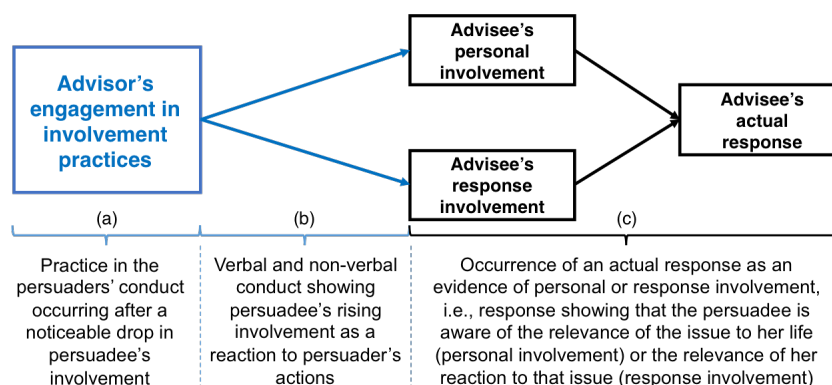 Advisor's
engagement in
involvement
practices
Advisee's
personal
involvement
Advisee's
response
involvement
Advisee's
actual
response
(a)
(b)
(c)
Practice in the
persuaders' conduct
occurring after a
noticeable drop in
persuadee's
involvement
Verbal and non-verbal
conduct showing
persuadee's rising
involvement as a
reaction to persuader's
actions
Occurrence of an actual response as an
evidence of personal or response involvement,
i.e., response showing that the persuadee is
aware of the relevance of the issue to her life
(personal involvement) or the relevance of her
reaction to that issue (response involvement)